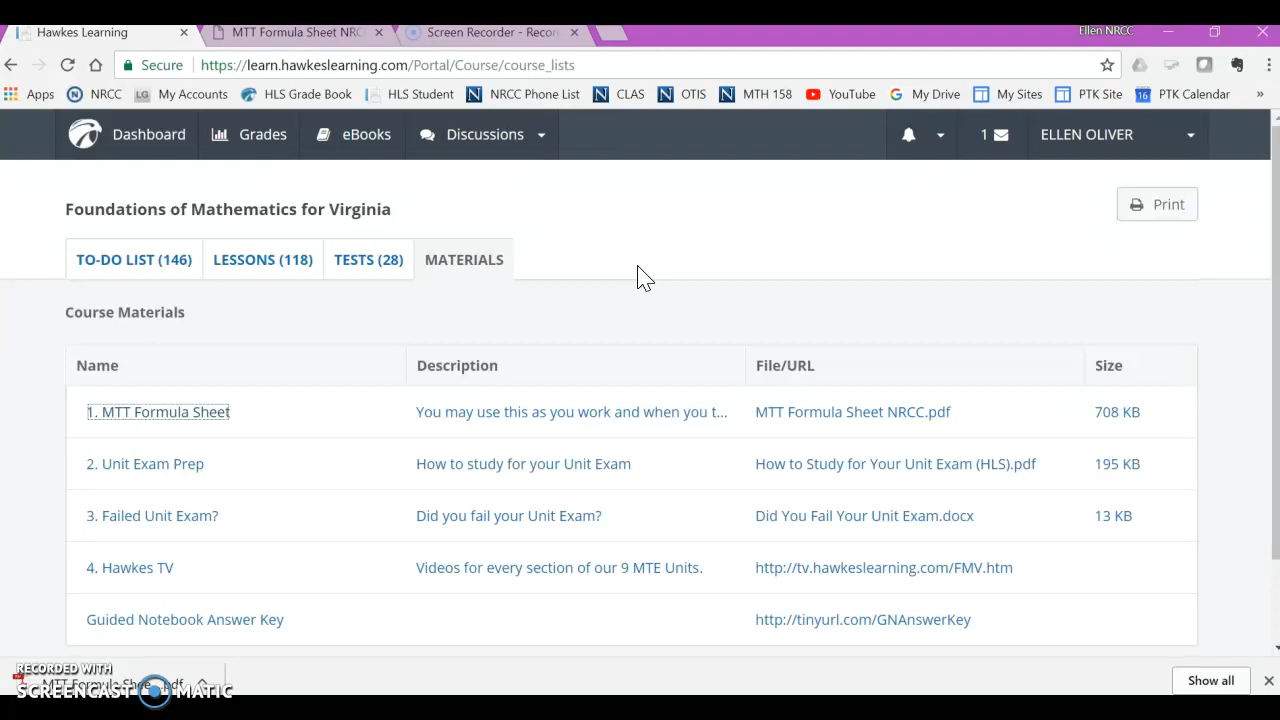 Hawkes Learning
MTT Formula Sheet NRC
Screen Recorder - Recor
Ellen NRCC
Secure
https://learn.hawkeslearning.com/Portal/Course/course_lists
Apps NRCC LG My Accounts HLS Grade Book HLS Student NRCC Phone List CLAS OTIS MTH 158 YouTube My Drive My Sites PTK Site 16 PTK Calendar »
Dashboard Grades eBooks Discussions 1 ELLEN OLIVER
Foundations of Mathematics for Virginia
Print
TO-DO LIST (146) LESSONS (118) TESTS (28) MATERIALS
Course Materials
Name Description File/URL Size
1. MTT Formula Sheet You may use this as you work and when you t... MTT Formula Sheet NRCC.pdf 708 KB
2. Unit Exam Prep How to study for your Unit Exam How to Study for Your Unit Exam (HLS).pdf 195 KB
3. Failed Unit Exam? Did you fail your Unit Exam? Did You Fail Your Unit Exam.docx 13 KB
4. Hawkes TV Videos for every section of our 9 MTE Units. http://tv.hawkeslearning.com/FMV.htm
Guided Notebook Answer Key http://tinyurl.com/GNAnswerKey
RECORDED WITH
SCREENCAST MATIC
MTT Formula
Show all